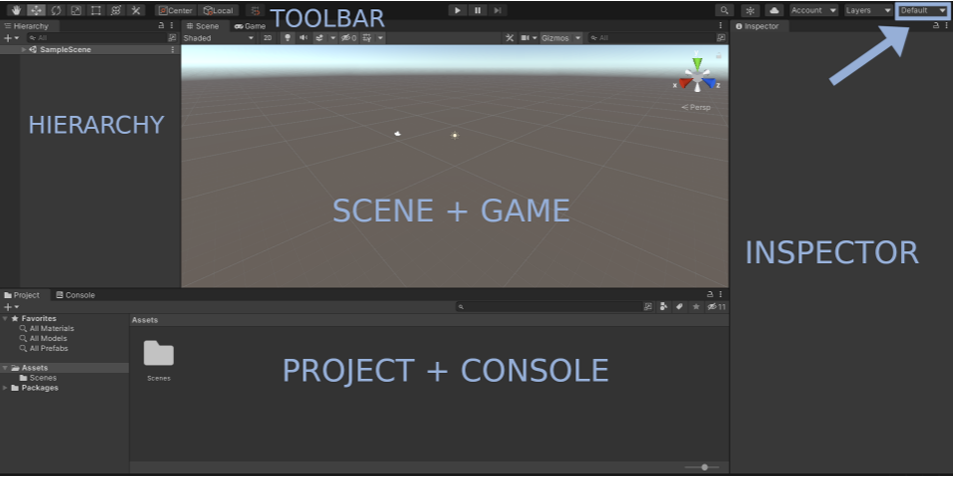 Center Local TOOLBAR Account Layers Default
Hierarchy Scene Game Inspector
All Shaded 2D 0 Gizmos All
SampleScene
x z
Persp
HIERARCHY
SCENE + GAME
INSPECTOR
Project Console
11
Favorites Assets
All Materials
All Models
All Prefabs
Assets
Scenes Scenes
Packages
PROJECT + CONSOLE